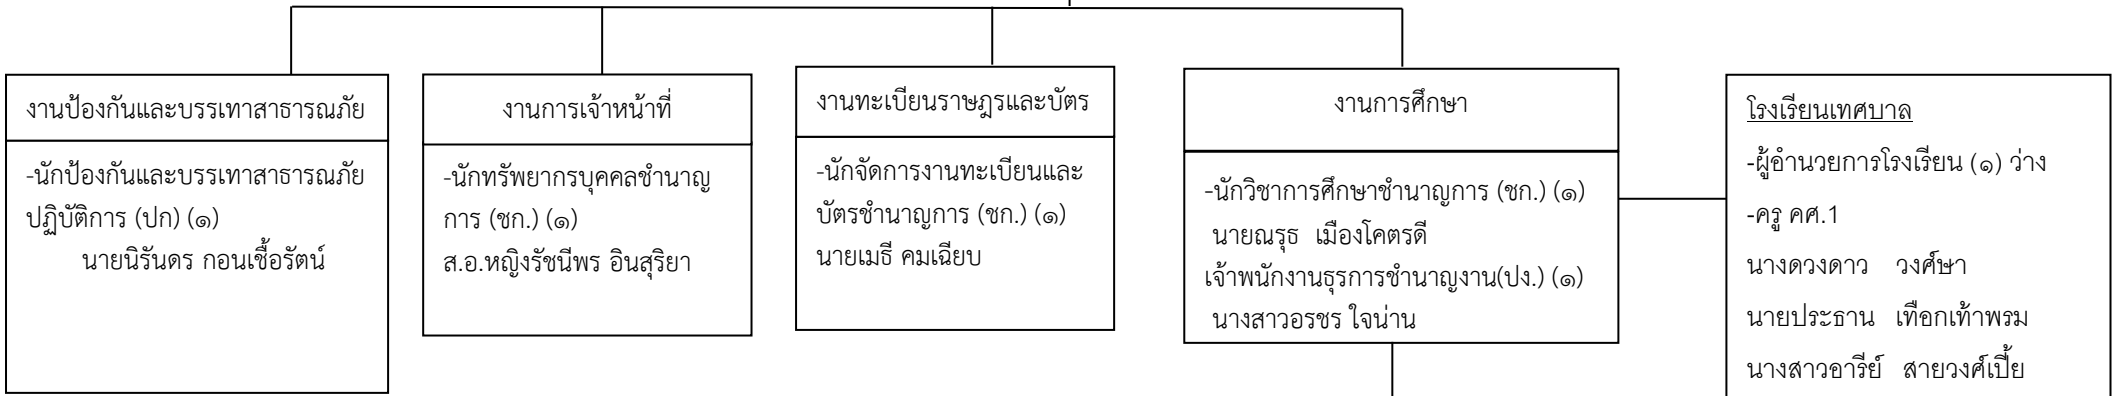 งานป้องกันและบรรเทาสาธารณภัย
-นักป้องกันและบรรเทาสาธารณภัย
ปฏิบัติการ (ปก) (๑)
นายนิรันดร กอนเชื้อรัตน์
งานการเจ้าหน้าที่
-นักทรัพยากรบุคคลชำนาญ
การ (ชก.) (๑)
ส.อ.หญิงรัชนีพร อินสุริยา
งานทะเบียนราษฎรและบัตร
-นักจัดการงานทะเบียนและ
บัตรชำนาญการ (ชก.) (๑)
นายเมธี คมเฉียบ
งานการศึกษา
-นักวิชาการศึกษาชำนาญการ (ชก.) (๑)
นายณรุธ เมืองโคตรดี
เจ้าพนักงานธุรการชำนาญงาน(ปง.) (๑)
นางสาวอรชร ใจน่าน
โรงเรียนเทศบาล
-ผู้อำนวยการโรงเรียน (๑) ว่าง
-ครู คศ.1
นางดวงดาว วงศ์ษา
นายประธาน เทือกเท้าพรม
นางสาวอารีย์ สายวงศ์เปี้ย